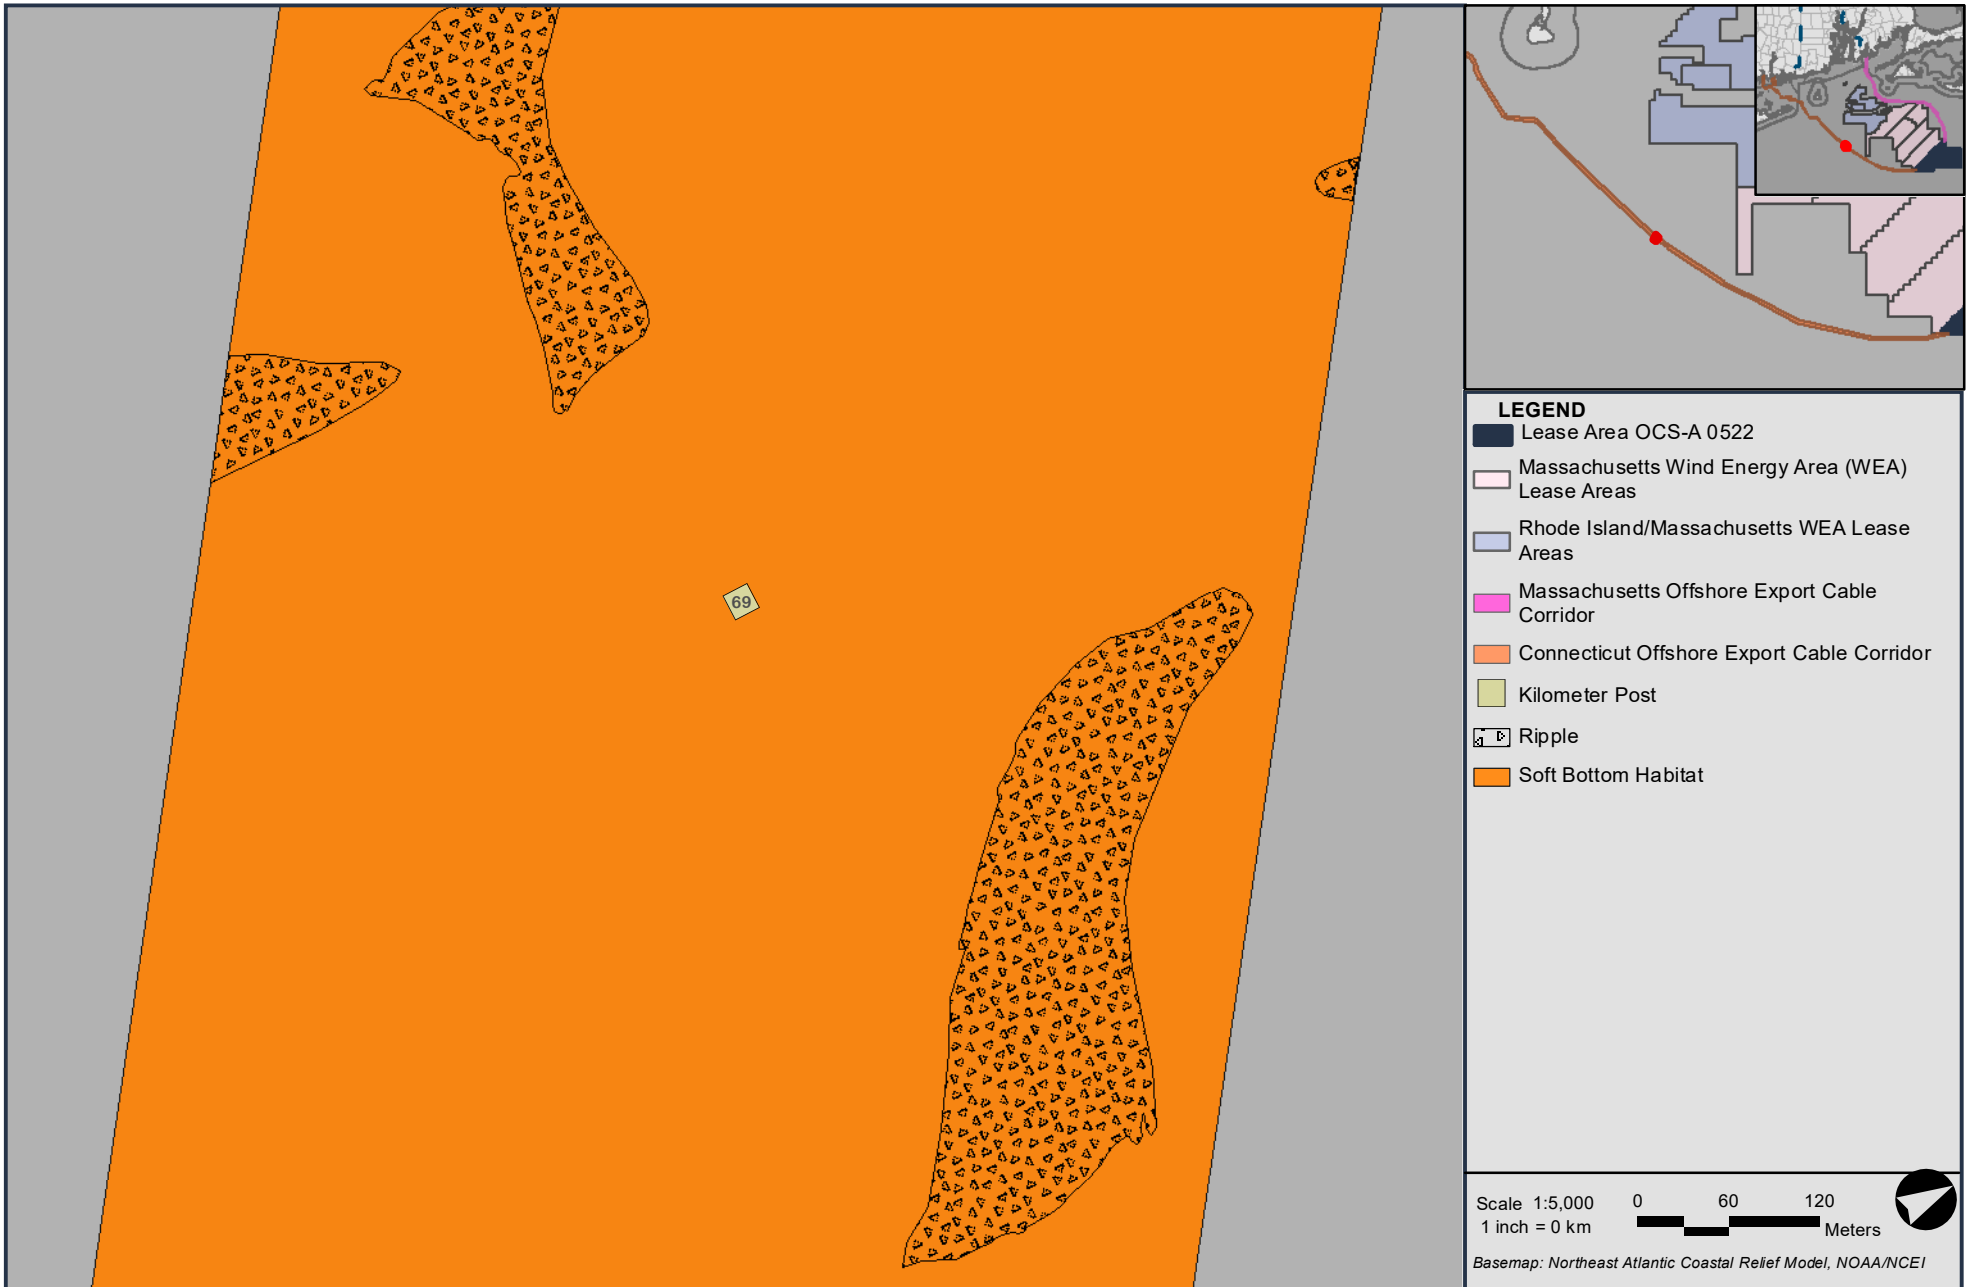 69
LEGEND
Lease Area OCS-A 0522
Massachusetts Wind Energy Area (WEA)
Lease Areas
Rhode Island/Massachusetts WEA Lease
Areas
Massachusetts Offshore Export Cable
Corridor
Connecticut Offshore Export Cable Corridor
Kilometer Post
Ripple
Soft Bottom Habitat
Scale 1:5,000
1 inch = 0 km
0 60 120
Meters
Basemap: Northeast Atlantic Coastal Relief Model, NOAA/NCEI